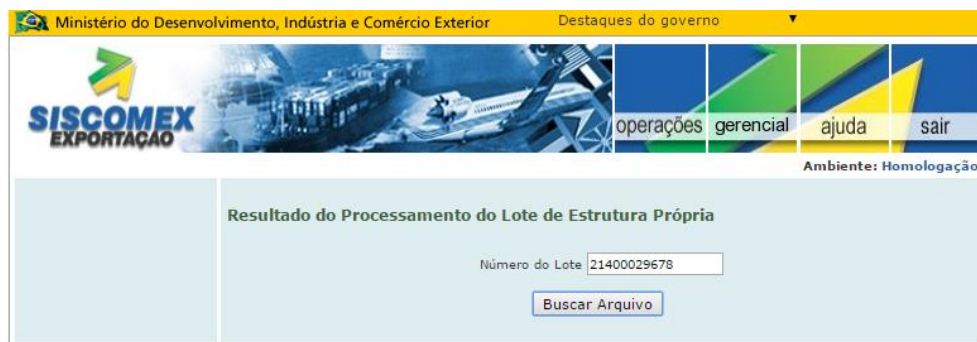 Ministério do Desenvolvimento, Indústria e Comércio Exterior Destaques do governo
SISCOMEX
EXPORTAÇÃO
operações gerencial ajuda sair
Ambiente: Homologação
Resultado do Processamento do Lote de Estrutura Própria
Número do Lote 21400029678
Buscar Arquivo